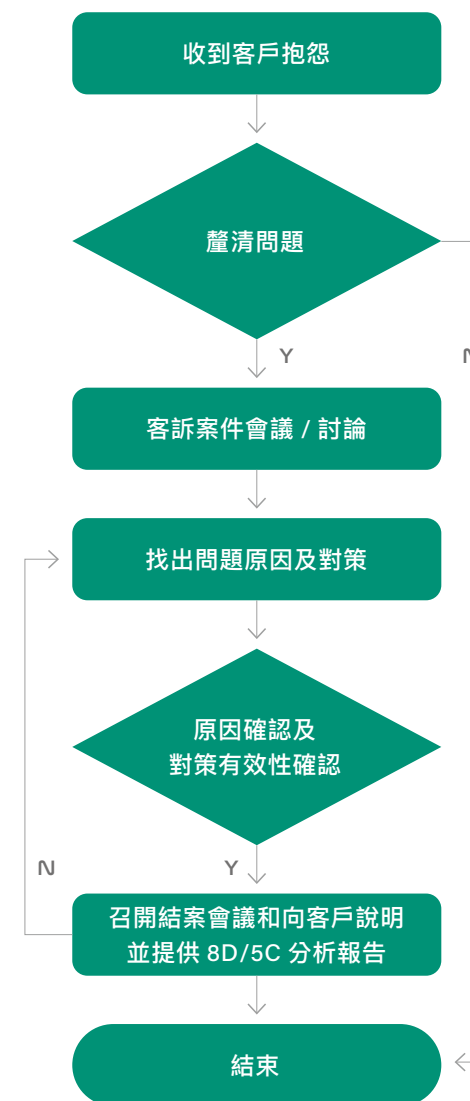 收到客戶抱怨
釐清問題
Y
客訴案件會議 / 討論
找出問題原因及對策
原因確認及
對策有效性確認
N
Y
召開結案會議和向客戶說明
並提供 8D/5C 分析報告
結束